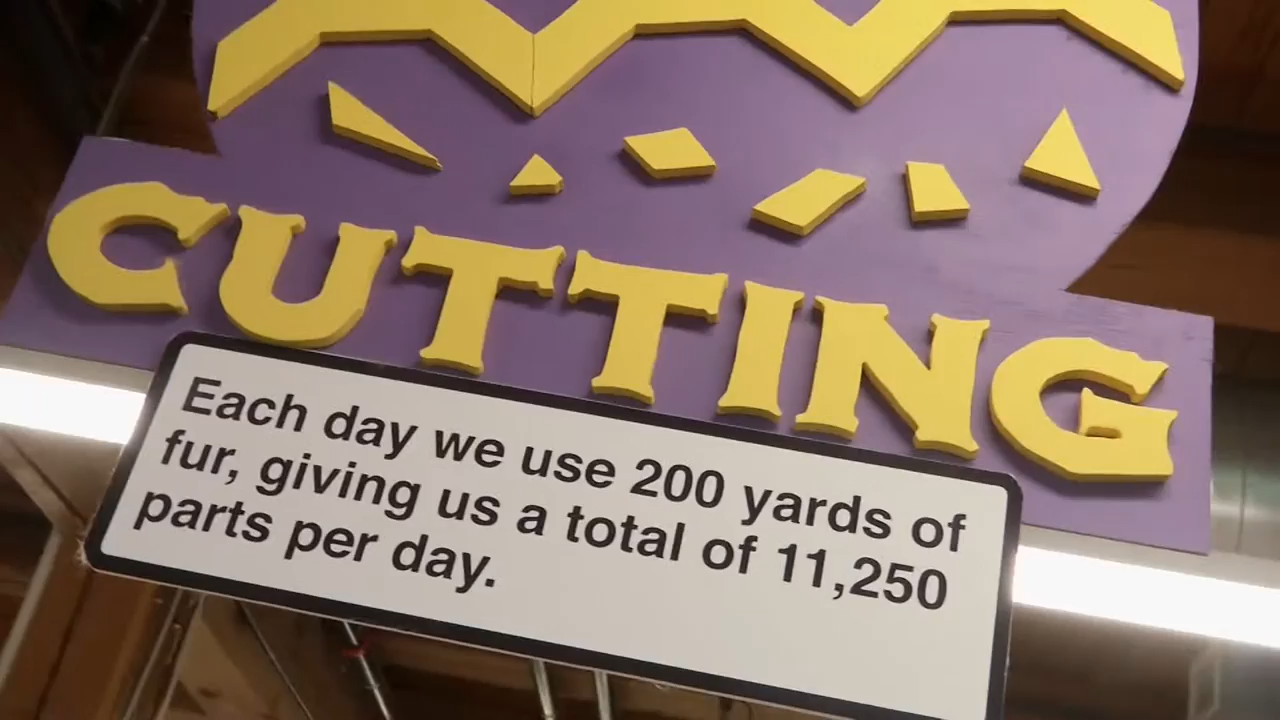 CUTTING
Each day we use 200 yards of
fur, giving us a total of 11,250
parts per day.